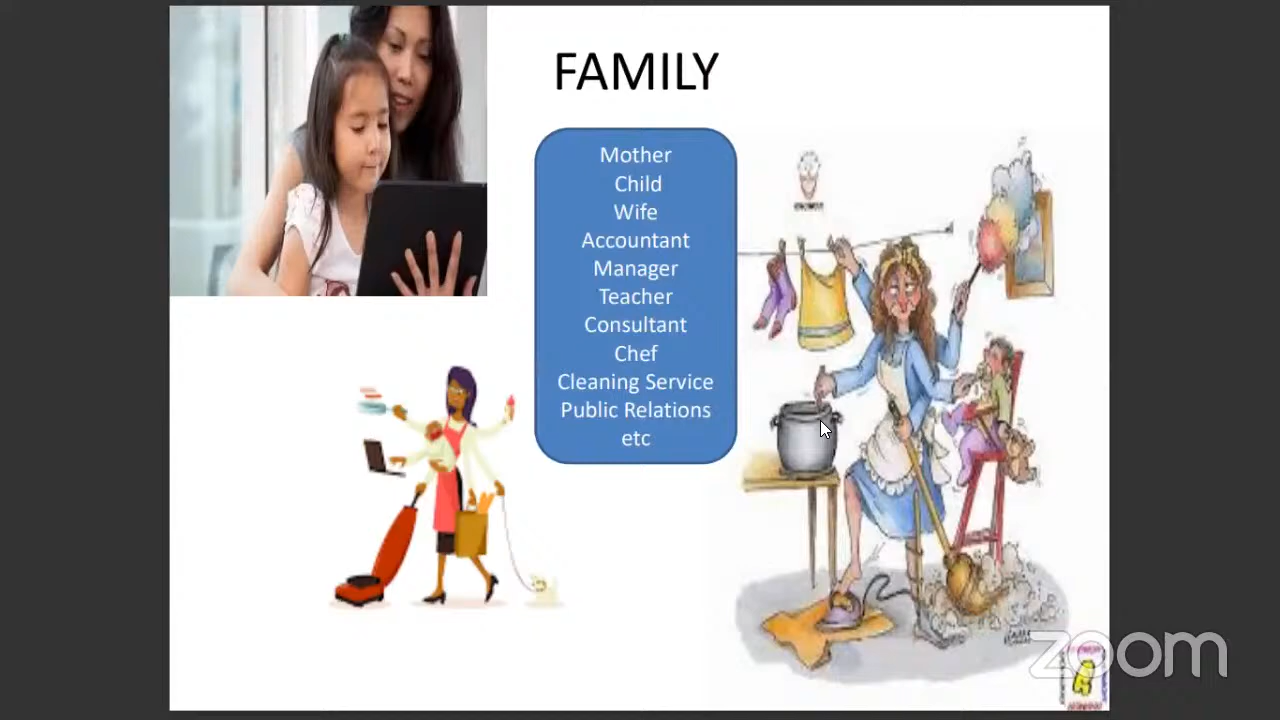 FAMILY
Mother
Child
Wife
Accountant
Manager
Teacher
Consultant
Chef
Cleaning Service
Public Relations
etc
zoom